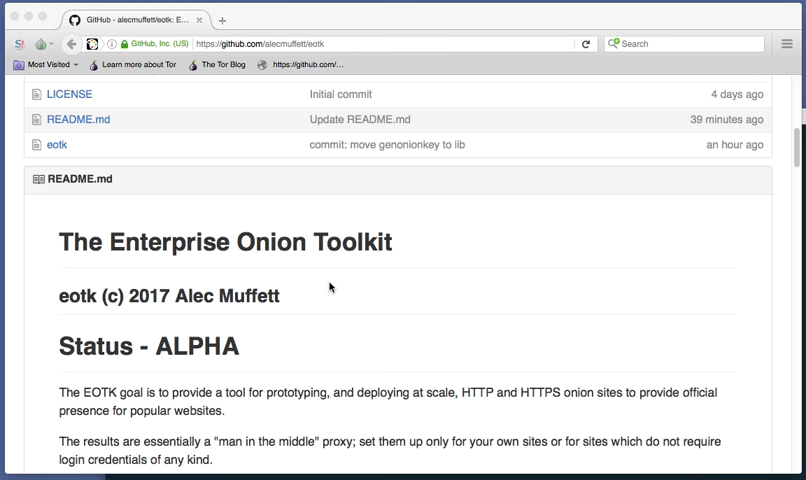 GitHub - alecmuffett/eotk: E...
GitHub, Inc. (US)
https://github.com/alecmuffett/eotk
Search
Most Visited
Learn more about Tor
The Tor Blog
https://github.com/...
LICENSE Initial commit 4 days ago
README.md Update README.md 39 minutes ago
eotk commit: move genonionkey to lib an hour ago
README.md
The Enterprise Onion Toolkit
eotk (c) 2017 Alec Muffett
Status - ALPHA
The EOTK goal is to provide a tool for prototyping, and deploying at scale, HTTP and HTTPS onion sites to provide official
presence for popular websites.
The results are essentially a "man in the middle" proxy; set them up only for your own sites or for sites which do not require
login credentials of any kind.